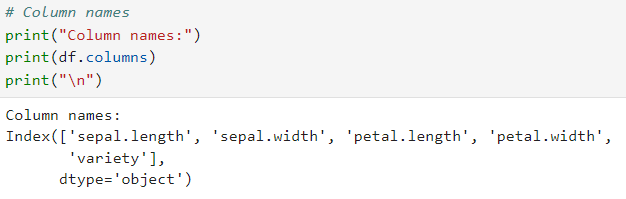 # Column names
print("Column names:")
print(df.columns)
print("\n")
Column names:
Index(['sepal.length', 'sepal.width', 'petal.length', 'petal.width',
       'variety'],
      dtype='object')